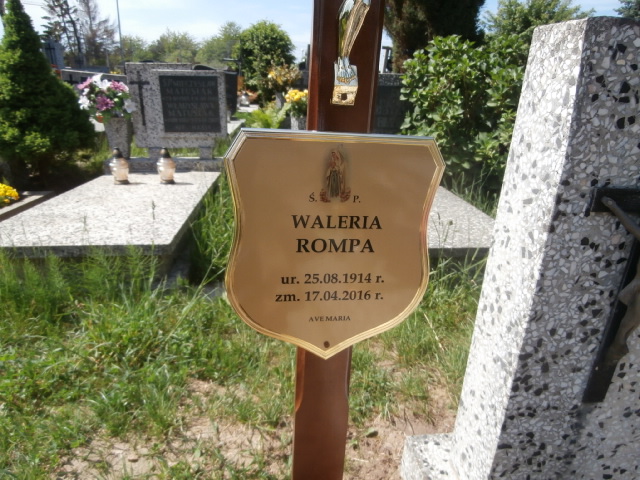 Ś. P.
WALERIA
ROMPA
ur. 25.08.1914 r.
zm. 17.04.2016 r.
AVE MARIA